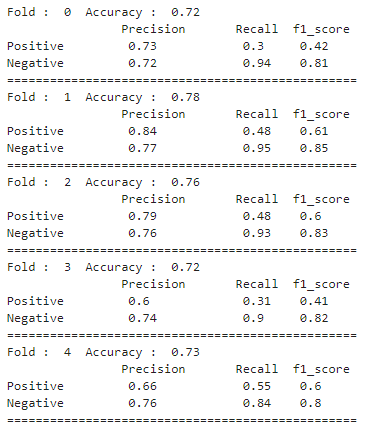 Fold :  0  Accuracy :  0.72
                Precision       Recall  f1_score
Positive         0.73            0.3     0.42
Negative         0.72            0.94    0.81
=================================================
Fold :  1  Accuracy :  0.78
                Precision       Recall  f1_score
Positive         0.84            0.48    0.61
Negative         0.77            0.95    0.85
=================================================
Fold :  2  Accuracy :  0.76
                Precision       Recall  f1_score
Positive         0.79            0.48    0.6
Negative         0.76            0.93    0.83
=================================================
Fold :  3  Accuracy :  0.72
                Precision       Recall  f1_score
Positive         0.6             0.31    0.41
Negative         0.74            0.9     0.82
=================================================
Fold :  4  Accuracy :  0.73
                Precision       Recall  f1_score
Positive         0.66            0.55    0.6
Negative         0.76            0.84    0.8
=================================================